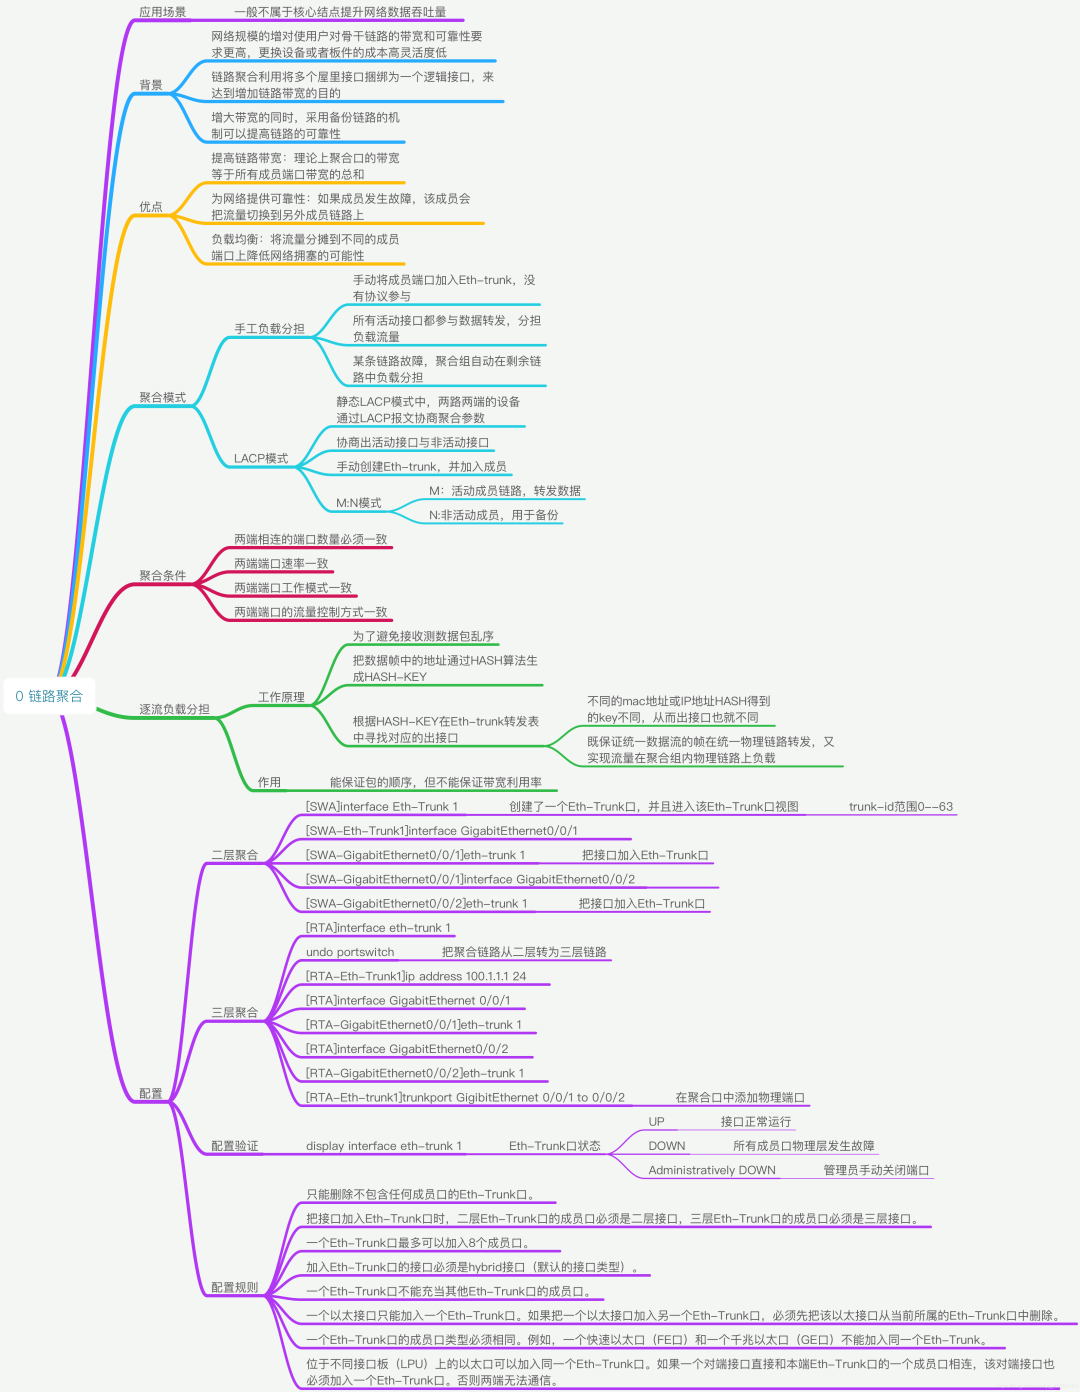 应用场景
一般不属于核心结点提升网络数据吞吐量
背景
网络规模的增对使用户对骨干链路的带宽和可靠性要
求更高，更换设备或者板件的成本高灵活度低
链路聚合利用将多个屋里接口捆绑为一个逻辑接口，来
达到增加链路带宽的目的
增大带宽的同时，采用备份链路的机
制可以提高链路的可靠性
优点
提高链路带宽：理论上聚合口的带宽
等于所有成员端口带宽的总和
为网络提供可靠性：如果成员发生故障，该成员会
把流量切换到另外成员链路上
负载均衡：将流量分摊到不同的成员
端口上降低网络拥塞的可能性
聚合模式
手工负载分担
手动将成员端口加入Eth-trunk，没
有协议参与
所有活动接口都参与数据转发，分担
负载流量
某条链路故障，聚合组自动在剩余链
路中负载分担
LACP模式
静态LACP模式中，两路两端的设备
通过LACP报文协商聚合参数
协商出活动接口与非活动接口
手动创建Eth-trunk，并加入成员
M:N模式
M：活动成员链路，转发数据
N:非活动成员，用于备份
聚合条件
两端相连的端口数量必须一致
两端端口速率一致
两端端口工作模式一致
两端端口的流量控制方式一致
0 链路聚合
逐流负载分担
工作原理
为了避免接收测数据包乱序
把数据帧中的地址通过HASH算法生
成HASH-KEY
根据HASH-KEY在Eth-trunk转发表
中寻找对应的出接口
不同的mac地址或IP地址HASH得到
的key不同，从而出接口也就不同
既保证统一数据流的帧在统一物理链路转发，又
实现流量在聚合组内物理链路上负载
作用
能保证包的顺序，但不能保证带宽利用率
配置
二层聚合
[SWA]interface Eth-Trunk 1
创建了一个Eth-Trunk口，并且进入该Eth-Trunk口视图
trunk-id范围0--63
[SWA-Eth-Trunk1]interface GigabitEthernet0/0/1
[SWA-GigabitEthernet0/0/1]eth-trunk 1
把接口加入Eth-Trunk口
[SWA-GigabitEthernet0/0/1]interface GigabitEthernet0/0/2
[SWA-GigabitEthernet0/0/2]eth-trunk 1
把接口加入Eth-Trunk口
三层聚合
[RTA]interface eth-trunk 1
undo portswitch
把聚合链路从二层转为三层链路
[RTA-Eth-Trunk1]ip address 100.1.1.1 24
[RTA]interface GigabitEthernet 0/0/1
[RTA-GigabitEthernet0/0/1]eth-trunk 1
[RTA]interface GigabitEthernet0/0/2
[RTA-GigabitEthernet0/0/2]eth-trunk 1
[RTA-Eth-trunk1]trunkport GigibitEthernet 0/0/1 to 0/0/2
在聚合口中添加物理端口
配置验证
display interface eth-trunk 1
Eth-Trunk口状态
UP
接口正常运行
DOWN
所有成员口物理层发生故障
Administratively DOWN
管理员手动关闭端口
配置规则
只能删除不包含任何成员口的Eth-Trunk口。
把接口加入Eth-Trunk口时，二层Eth-Trunk口的成员口必须是二层接口，三层Eth-Trunk口的成员口必须是三层接口。
一个Eth-Trunk口最多可以加入8个成员口。
加入Eth-Trunk口的接口必须是hybrid接口（默认的接口类型）。
一个Eth-Trunk口不能充当其他Eth-Trunk口的成员口。
一个以太接口只能加入一个Eth-Trunk口。如果把一个以太接口加入另一个Eth-Trunk口，必须先把该以太接口从当前所属的Eth-Trunk口中删除。
一个Eth-Trunk口的成员口类型必须相同。例如，一个快速以太口（FE口）和一个千兆以太口（GE口）不能加入同一个Eth-Trunk。
位于不同接口板（LPU）上的以太口可以加入同一个Eth-Trunk口。如果一个对端接口直接和本端Eth-Trunk口的一个成员口相连，该对端接口也
必须加入一个Eth-Trunk口。否则两端无法通信。